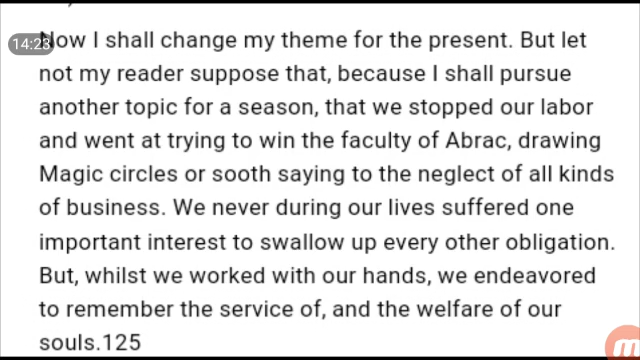 14:23
Now I shall change my theme for the present. But let
not my reader suppose that, because I shall pursue
another topic for a season, that we stopped our labor
and went at trying to win the faculty of Abrac, drawing
Magic circles or sooth saying to the neglect of all kinds
of business. We never during our lives suffered one
important interest to swallow up every other obligation.
But, whilst we worked with our hands, we endeavored
to remember the service of, and the welfare of our
souls.125